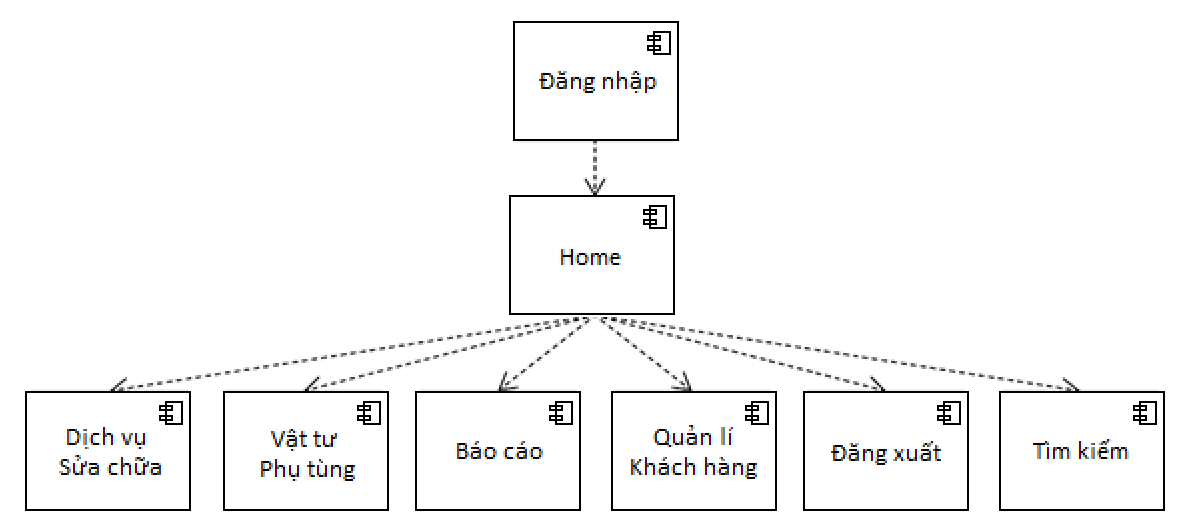 Đăng nhập
Home
Dịch vụ
Sửa chữa
Vật tư
Phụ tùng
Báo cáo
Quản lí
Khách hàng
Đăng xuất
Tìm kiếm